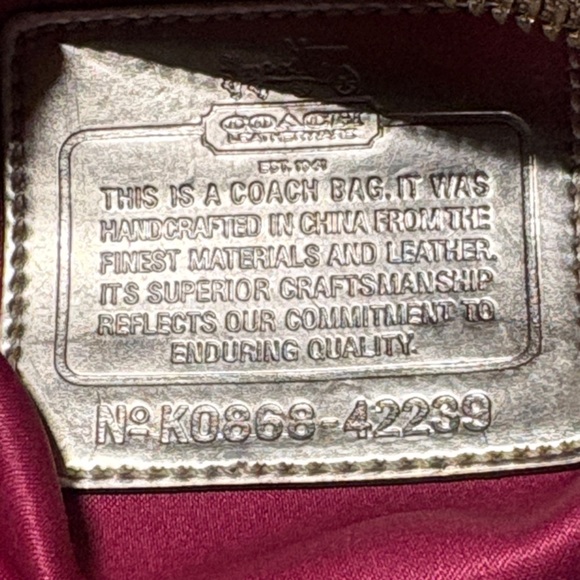 COACH
LEATHERWARE
EST. 1941
THIS IS A COACH BAG. IT WAS
HANDCRAFTED IN CHINA FROM THE
FINEST MATERIALS AND LEATHER.
ITS SUPERIOR CRAFTSMANSHIP
REFLECTS OUR COMMITMENT TO
ENDURING QUALITY.
Nº K0868-42239